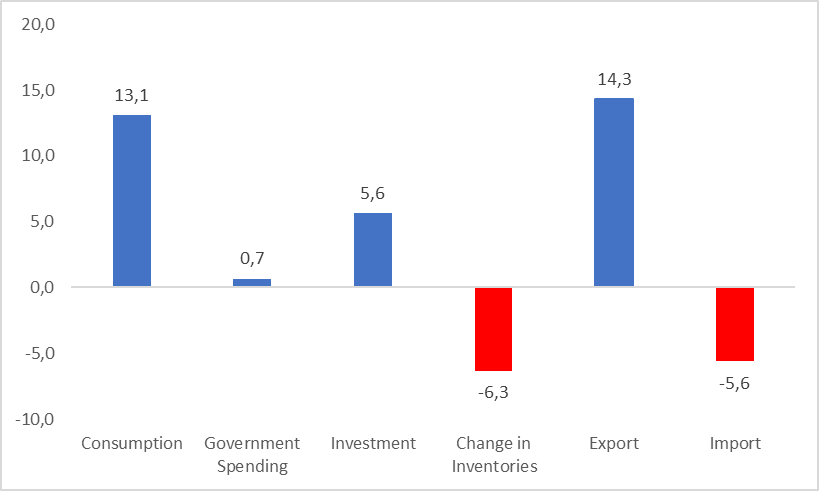 20,0
15,0
10,0
5,0
0,0
-5,0
-10,0
13,1
0,7
5,6
-6,3
14,3
-5,6
Consumption
Government
Spending
Investment
Change in
Inventories
Export
Import